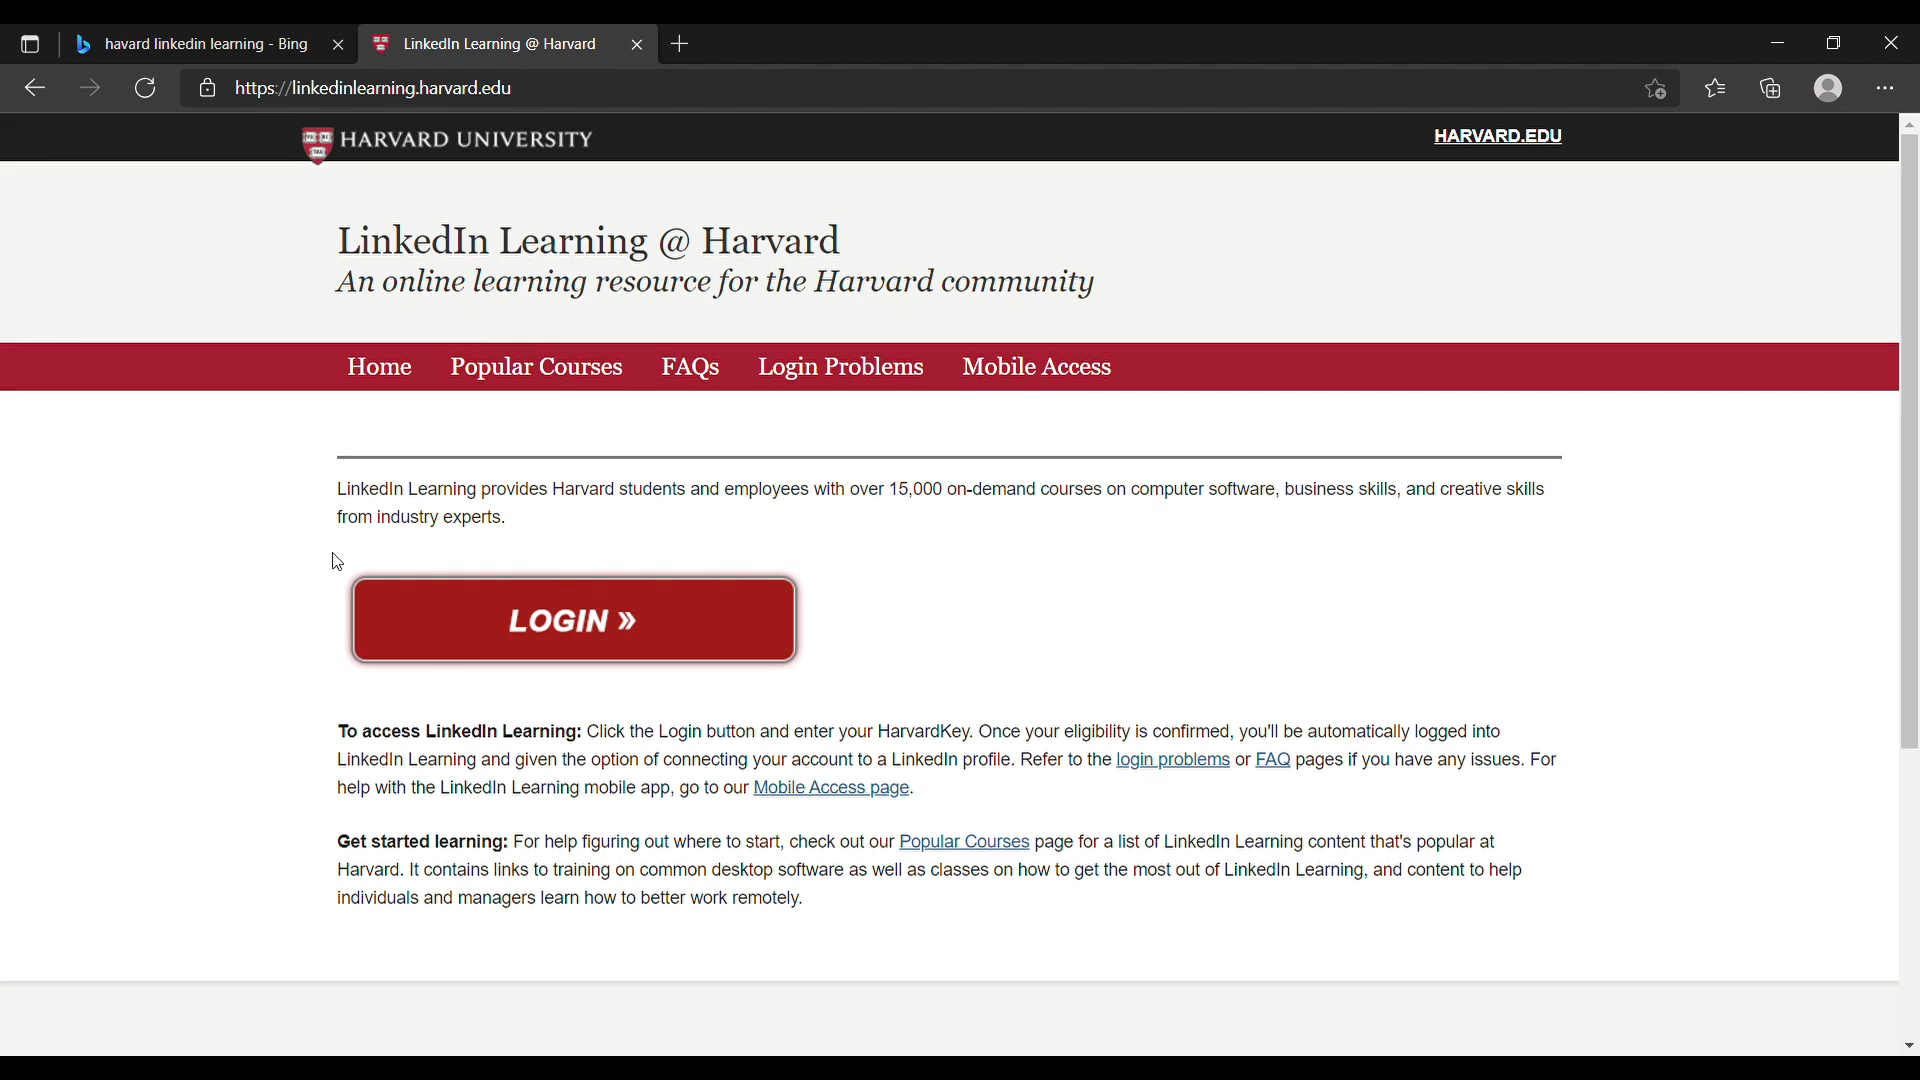 havard linkedin learning - Bing
LinkedIn Learning @ Harvard
https://linkedinlearning.harvard.edu
HARVARD UNIVERSITY
HARVARD.EDU
LinkedIn Learning @ Harvard
An online learning resource for the Harvard community
Home Popular Courses FAQs Login Problems Mobile Access
LinkedIn Learning provides Harvard students and employees with over 15,000 on-demand courses on computer software, business skills, and creative skills
from industry experts.
LOGIN »
To access LinkedIn Learning: Click the Login button and enter your HarvardKey. Once your eligibility is confirmed, you'll be automatically logged into
LinkedIn Learning and given the option of connecting your account to a LinkedIn profile. Refer to the login problems or FAQ pages if you have any issues. For
help with the LinkedIn Learning mobile app, go to our Mobile Access page.
Get started learning: For help figuring out where to start, check out our Popular Courses page for a list of LinkedIn Learning content that's popular at
Harvard. It contains links to training on common desktop software as well as classes on how to get the most out of LinkedIn Learning, and content to help
individuals and managers learn how to better work remotely.